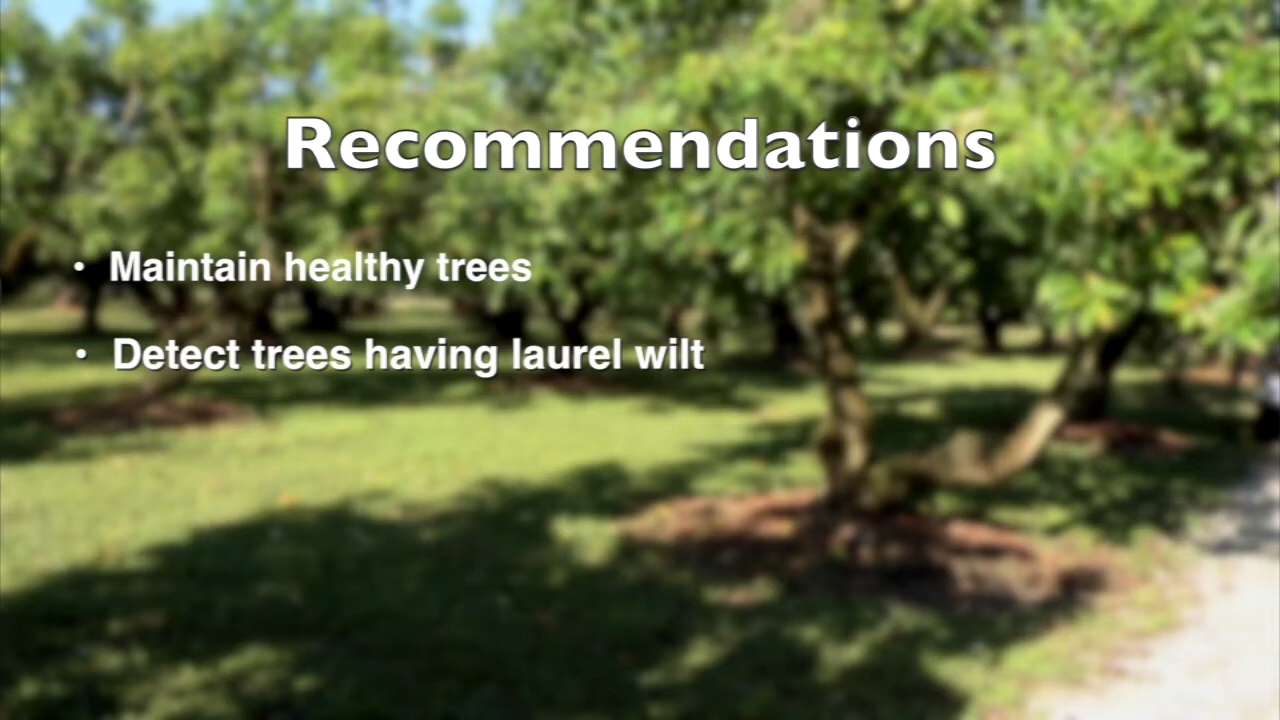 Recommendations
• Maintain healthy trees
• Detect trees having laurel wilt